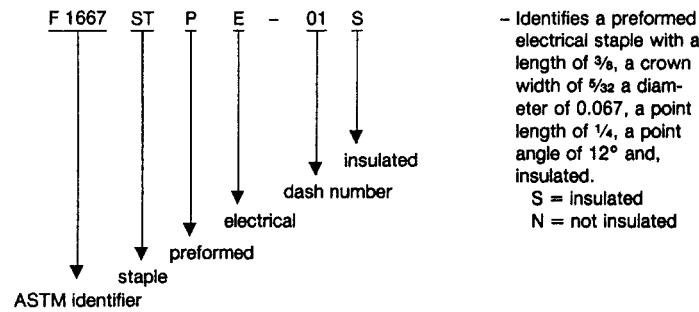 F 1667 ST P E - 01 S
insulated
dash number
electrical
preformed
staple
ASTM identifier
– Identifies a preformed
electrical staple with a
length of 3/8, a crown
width of 5/32 a diam-
eter of 0.067, a point
length of 1/4, a point
angle of 12° and,
insulated.
S = insulated
N = not insulated